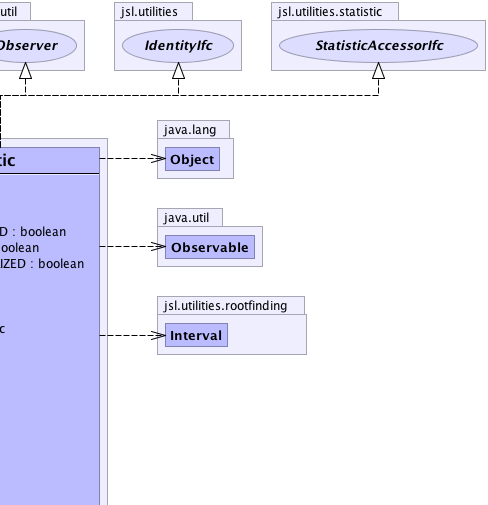 util jsl.utilities jsl.utilities.statistic
Observer IdentityIfc StatisticAccessorIfc
java.lang
tic Object
java.util
D : boolean
oolean Observable
IZED : boolean
jsl.utilities.rootfinding
c Interval